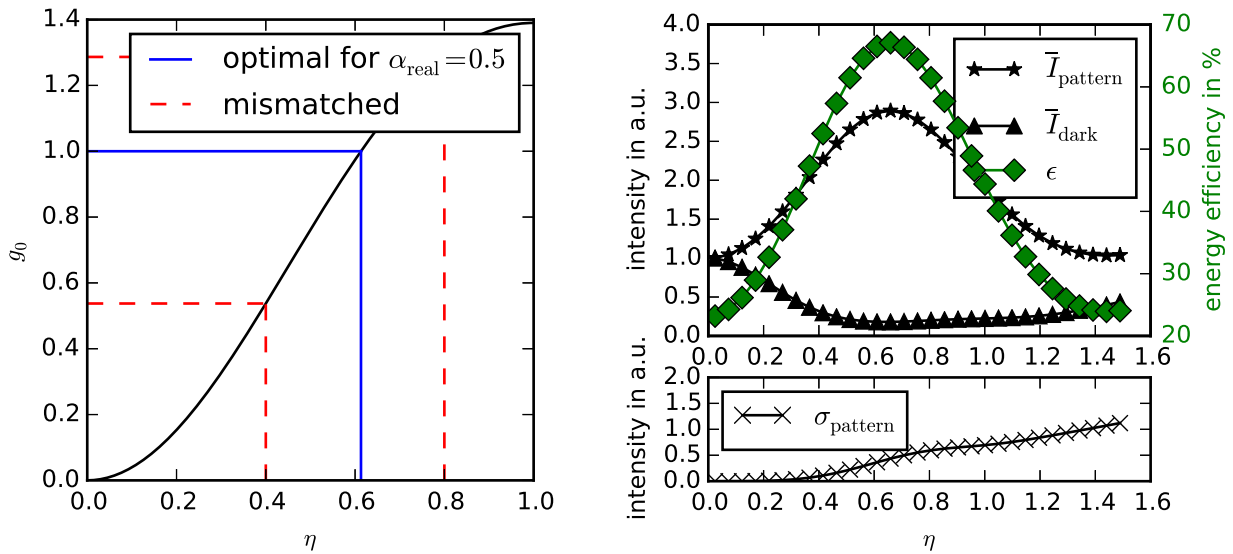 1.4
1.2
1.0
0.8
0.6
0.4
0.2
0.0
g₀
0.0 0.2 0.4 0.6 0.8 1.0
η
optimal for α_real=0.5
mismatched
4.0
3.5
3.0
2.5
2.0
1.5
1.0
0.5
0.0
intensity in a.u.
70
60
50
40
30
20
energy efficiency in %
Ī_pattern
Ī_dark
ϵ
0.0 0.2 0.4 0.6 0.8 1.0 1.2 1.4 1.6
2.0
1.5
1.0
0.5
0.0
intensity in a.u.
σ_pattern
0.0 0.2 0.4 0.6 0.8 1.0 1.2 1.4 1.6
η